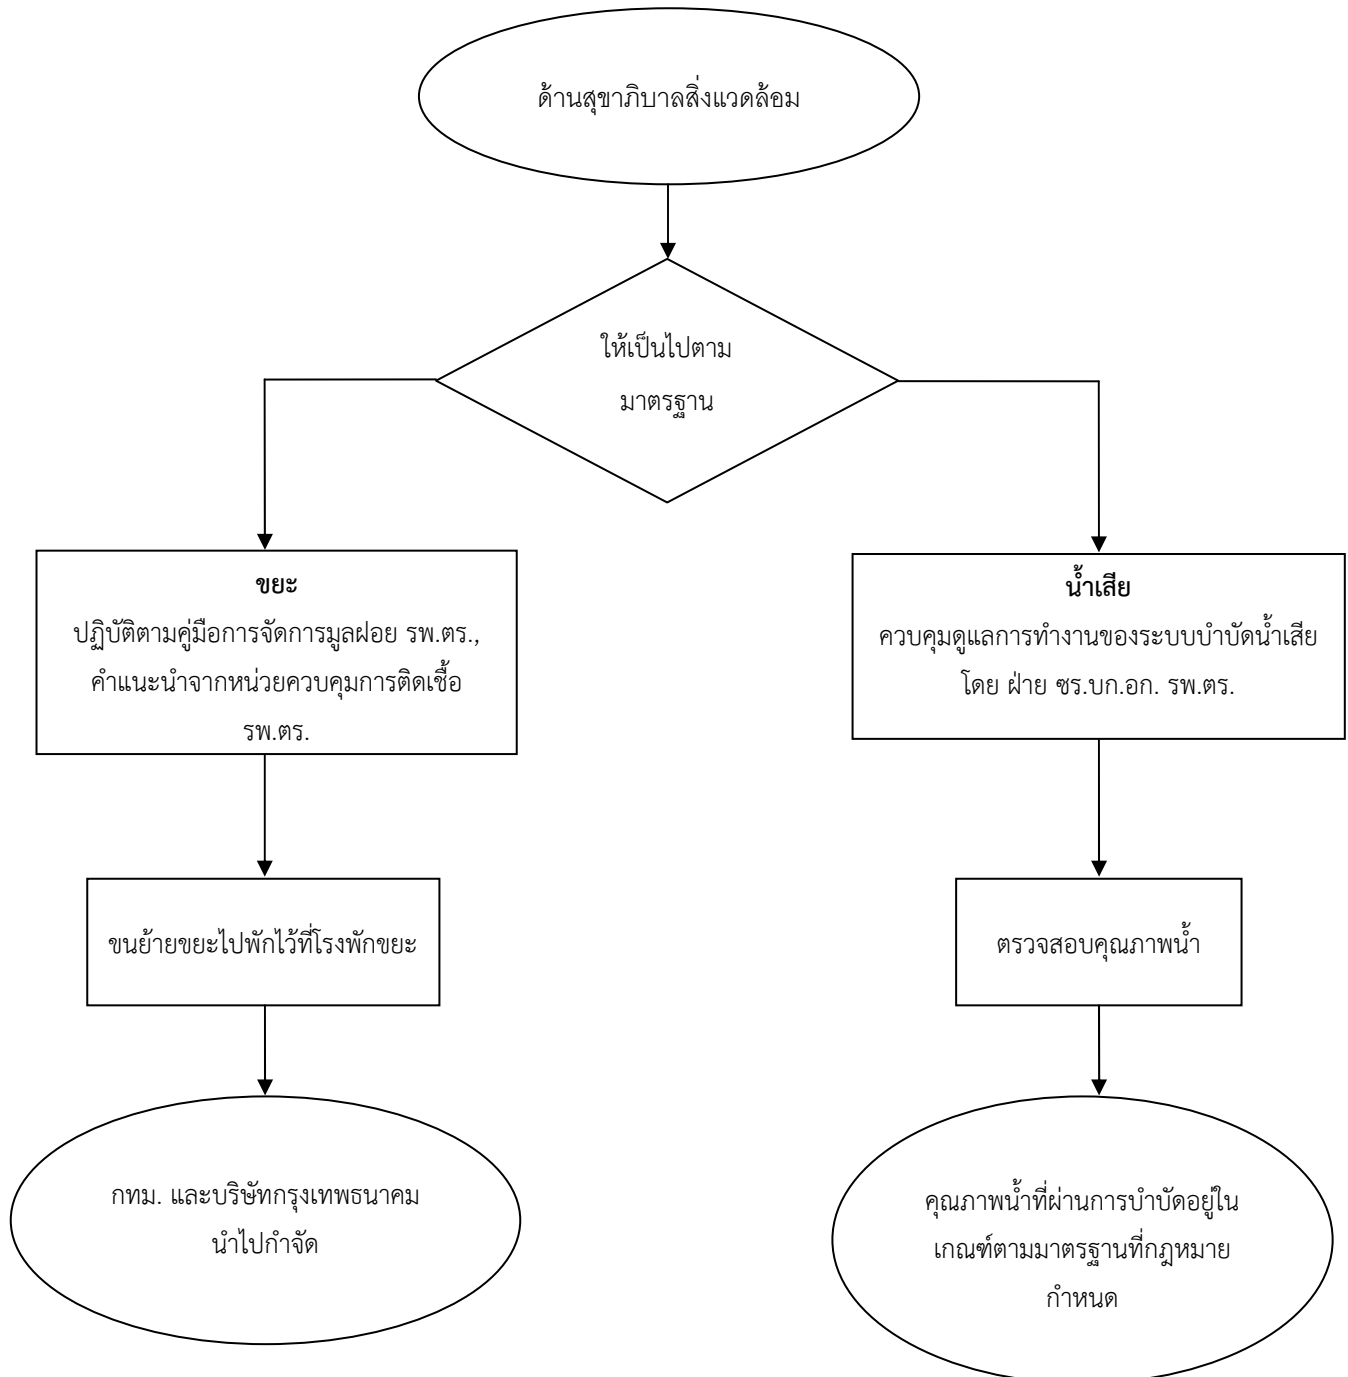 ด้านสุขาภิบาลสิ่งแวดล้อม
ให้เป็นไปตาม
มาตรฐาน
ขยะ
ปฏิบัติตามคู่มือการจัดการมูลฝอย รพ.ตร.,
คำแนะนำจากหน่วยควบคุมการติดเชื้อ
รพ.ตร.
น้ำเสีย
ควบคุมดูแลการทำงานของระบบบำบัดน้ำเสีย
โดย ฝ่าย ซร.บก.อก. รพ.ตร.
ขนย้ายขยะไปพักไว้ที่โรงพักขยะ
ตรวจสอบคุณภาพน้ำ
กทม. และบริษัทกรุงเทพธนาคม
นำไปกำจัด
คุณภาพน้ำที่ผ่านการบำบัดอยู่ใน
เกณฑ์ตามมาตรฐานที่กฎหมาย
กำหนด